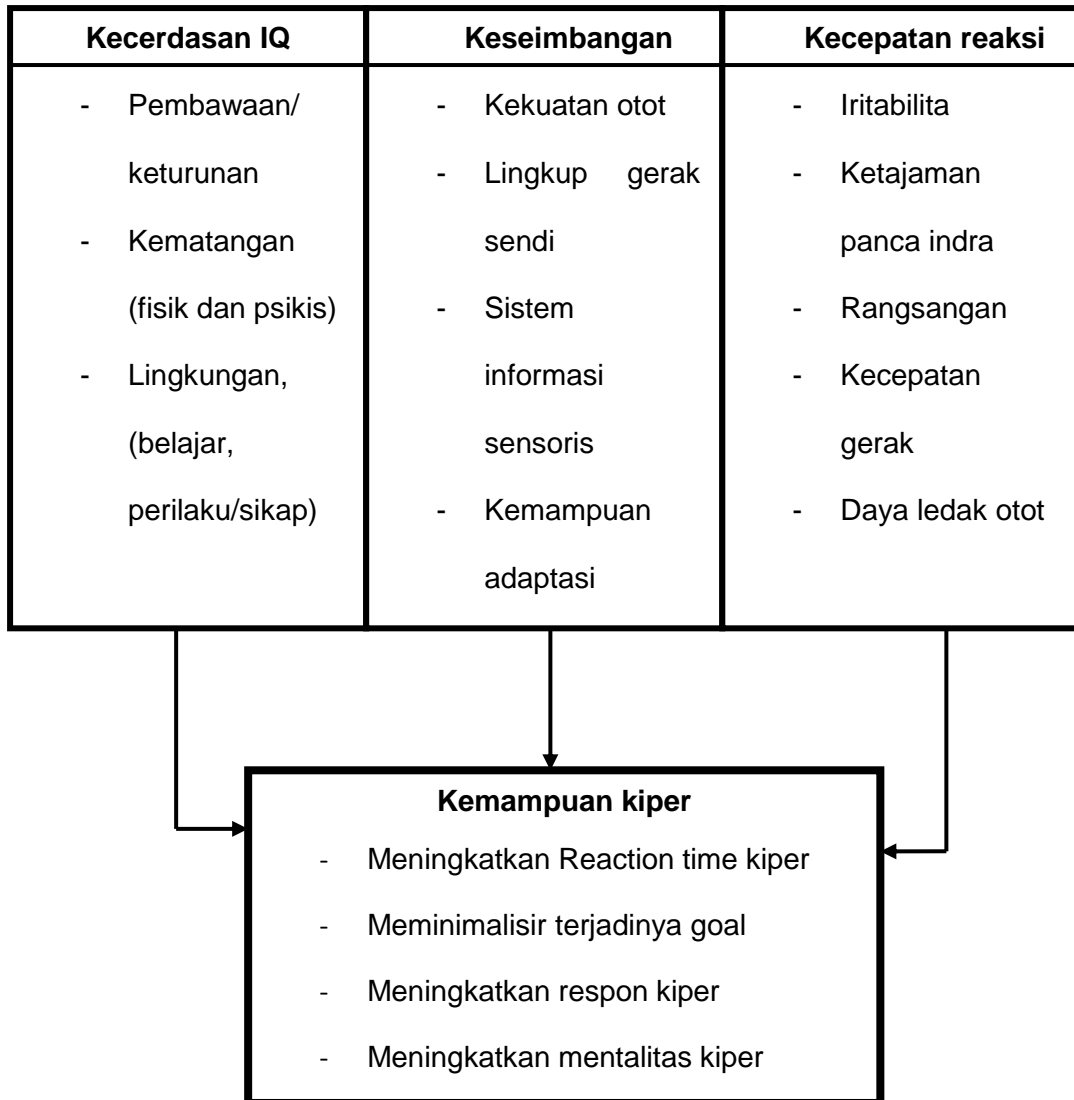 Kecerdasan IQ
- Pembawaan/
keturunan
- Kematangan
(fisik dan psikis)
- Lingkungan,
(belajar,
perilaku/sikap)
Keseimbangan
- Kekuatan otot
- Lingkup gerak
sendi
- Sistem
informasi
sensoris
- Kemampuan
adaptasi
Kecepatan reaksi
- Iritabilita
- Ketajaman
panca indra
- Rangsangan
- Kecepatan
gerak
- Daya ledak otot
Kemampuan kiper
- Meningkatkan Reaction time kiper
- Meminimalisir terjadinya goal
- Meningkatkan respon kiper
- Meningkatkan mentalitas kiper